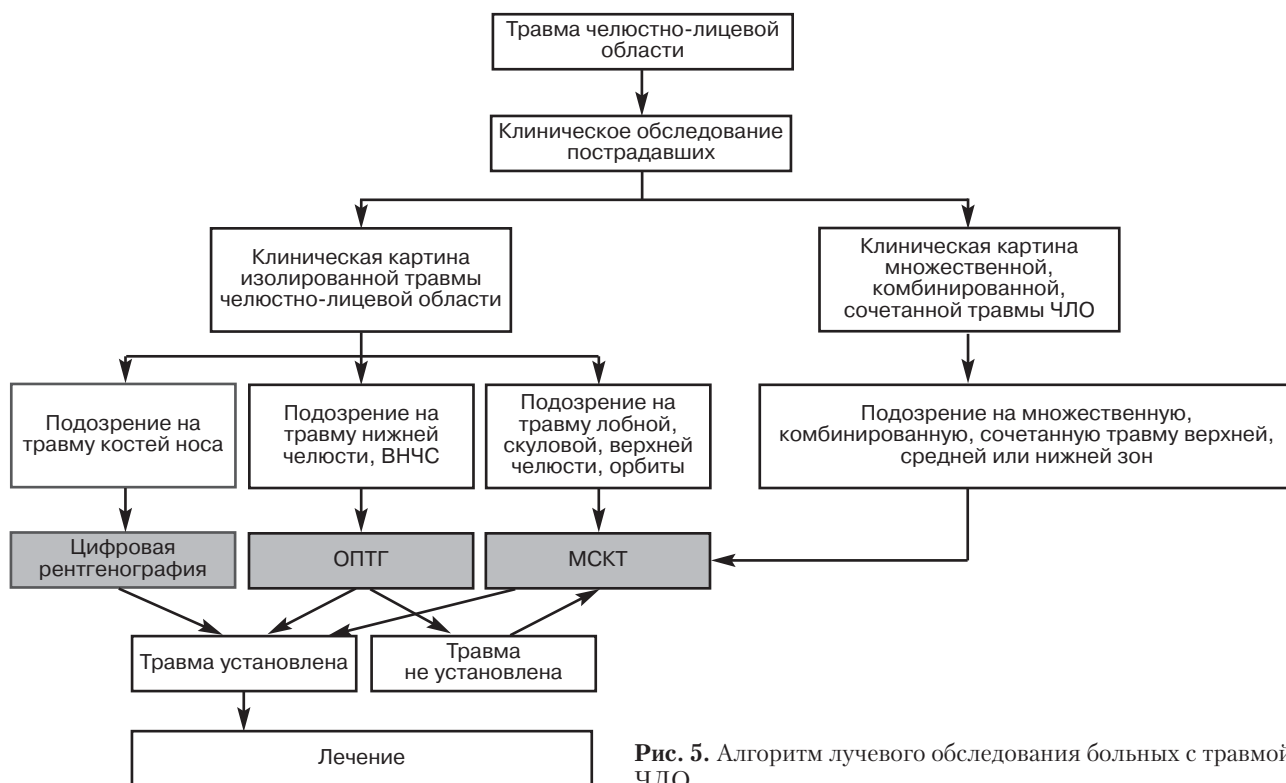 Травма челюстно-лицевой
области
Клиническое обследование
пострадавших
Клиническая картина
изолированной травмы
челюстно-лицевой области
Клиническая картина
множественной,
комбинированной,
сочетанной травмы ЧЛО
Подозрение на
травму костей носа
Подозрение на
травму нижней
челюсти, ВНЧС
Подозрение на
травму лобной,
скуловой, верхней
челюсти, орбиты
Подозрение на множественную,
комбинированную, сочетанную травму верхней,
средней или нижней зон
Цифровая
рентгенография
ОПТГ
МСКТ
Травма установлена
Травма
не установлена
Лечение
Рис. 5. Алгоритм лучевого обследования больных с травмой
ЧЛО